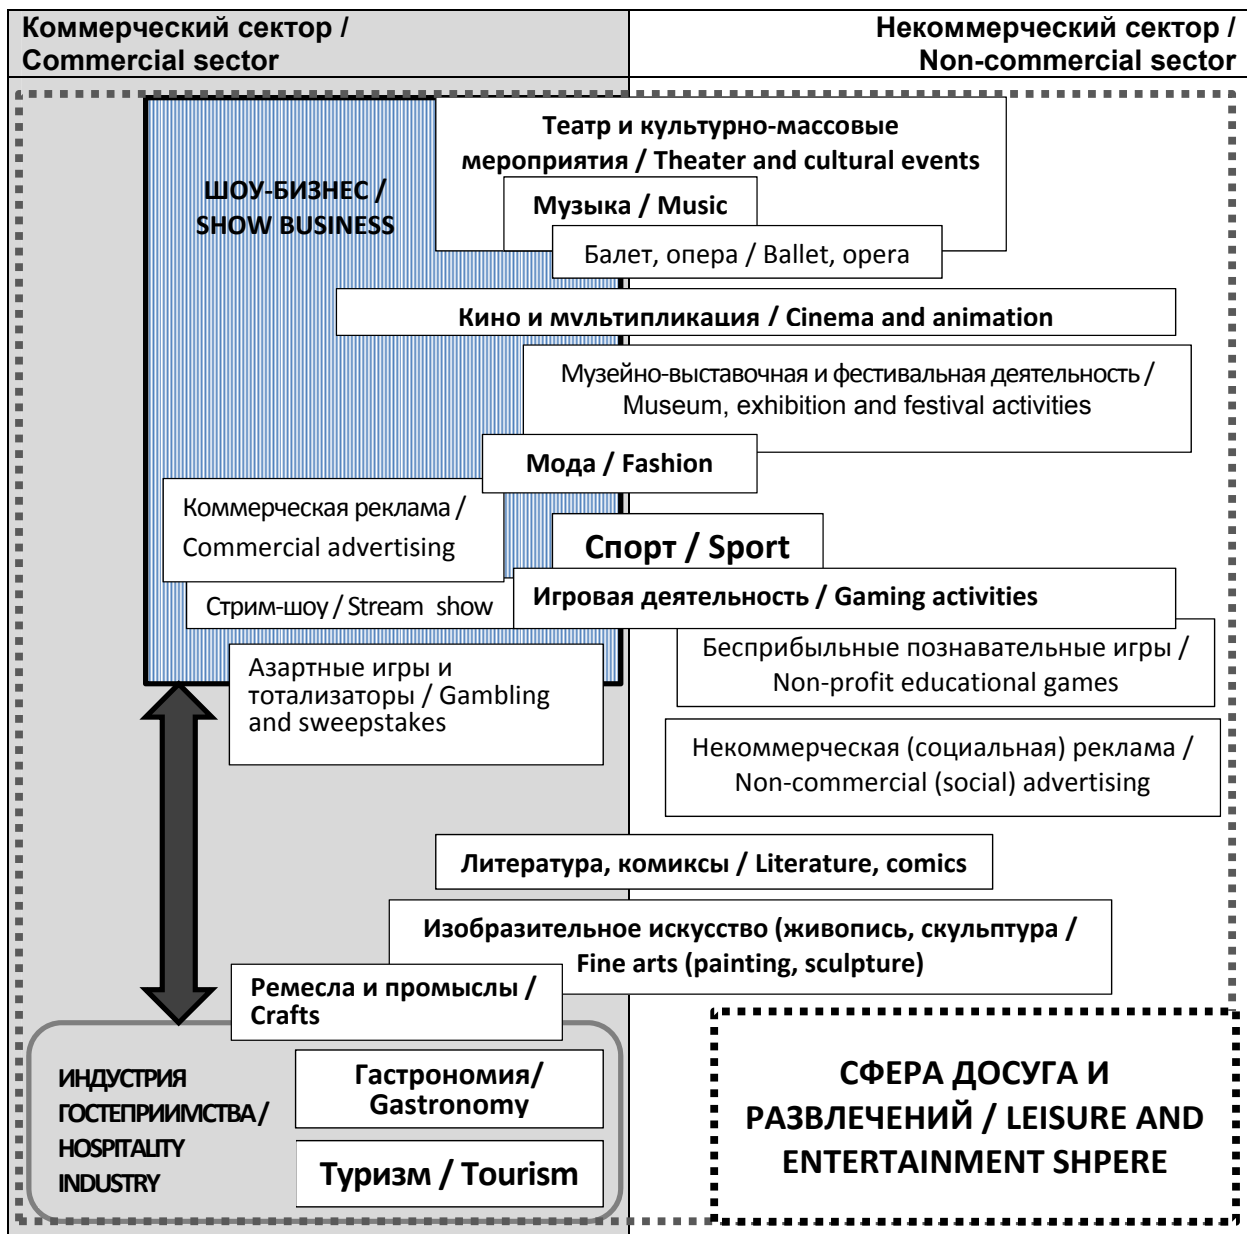 Коммерческий сектор /
Commercial sector
Некоммерческий сектор /
Non-commercial sector
Театр и культурно-массовые
мероприятия / Theater and cultural events
ШОУ-БИЗНЕС /
SHOW BUSINESS
Музыка / Music
Балет, опера / Ballet, opera
Кино и мультипликация / Cinema and animation
Музейно-выставочная и фестивальная деятельность /
Museum, exhibition and festival activities
Мода / Fashion
Коммерческая реклама /
Commercial advertising
Спорт / Sport
Стрим-шоу / Stream show
Игровая деятельность / Gaming activities
Бесприбыльные познавательные игры /
Non-profit educational games
Азартные игры и
тотализаторы / Gambling
and sweepstakes
Некоммерческая (социальная) реклама /
Non-commercial (social) advertising
Литература, комиксы / Literature, comics
Изобразительное искусство (живопись, скульптура /
Fine arts (painting, sculpture)
Ремесла и промыслы /
Crafts
ИНДУСТРИЯ
ГОСТЕПРИИМСТВА /
HOSPITALITY
INDUSTRY
Гастрономия/
Gastronomy
Туризм / Tourism
СФЕРА ДОСУГА И
РАЗВЛЕЧЕНИЙ / LEISURE AND
ENTERTAINMENT SHPERE